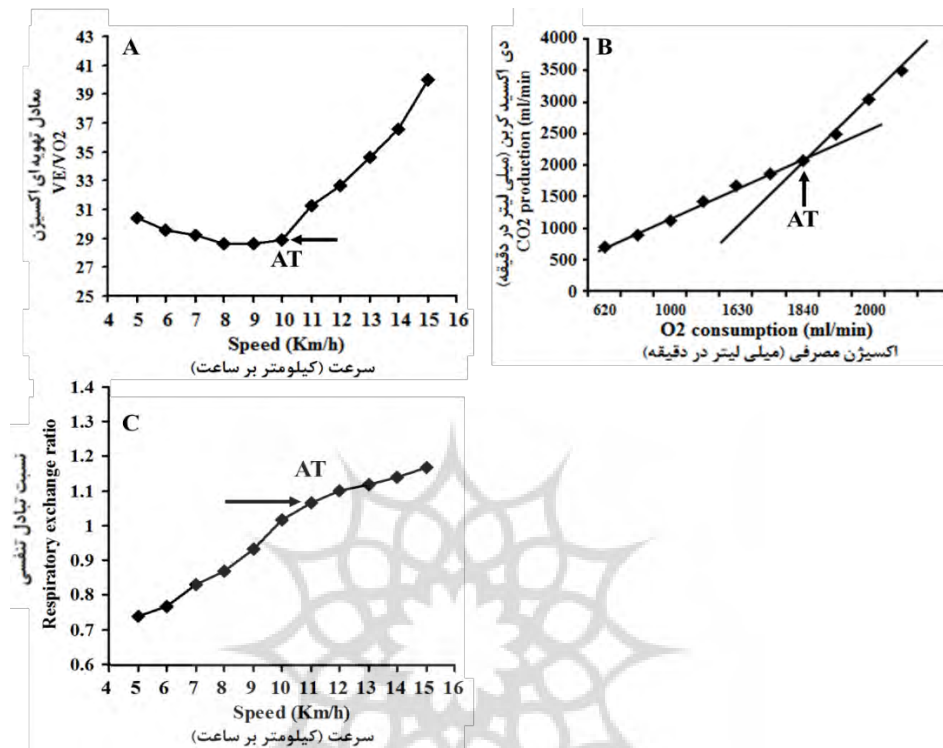 A
معادل تهویه ای اکسیژن
VE/VO2
43
41
39
37
35
33
31
29
27
25
AT
4 5 6 7 8 9 10 11 12 13 14 15 16
Speed (Km/h)
سرعت (کیلومتر بر ساعت)
B
دی اکسید کربن (میلی لیتر در دقیقه)
CO2 production (ml/min)
4000
3500
3000
2500
2000
1500
1000
500
0
AT
620 1000 1630 1840 2000
O2 consumption (ml/min)
اکسیژن مصرفی (میلی لیتر در دقیقه)
C
نسبت تبادل تنفسی
Respiratory exchange ratio
1.4
1.3
1.2
1.1
1
0.9
0.8
0.7
0.6
AT
4 5 6 7 8 9 10 11 12 13 14 15 16
Speed (Km/h)
سرعت (کیلومتر بر ساعت)